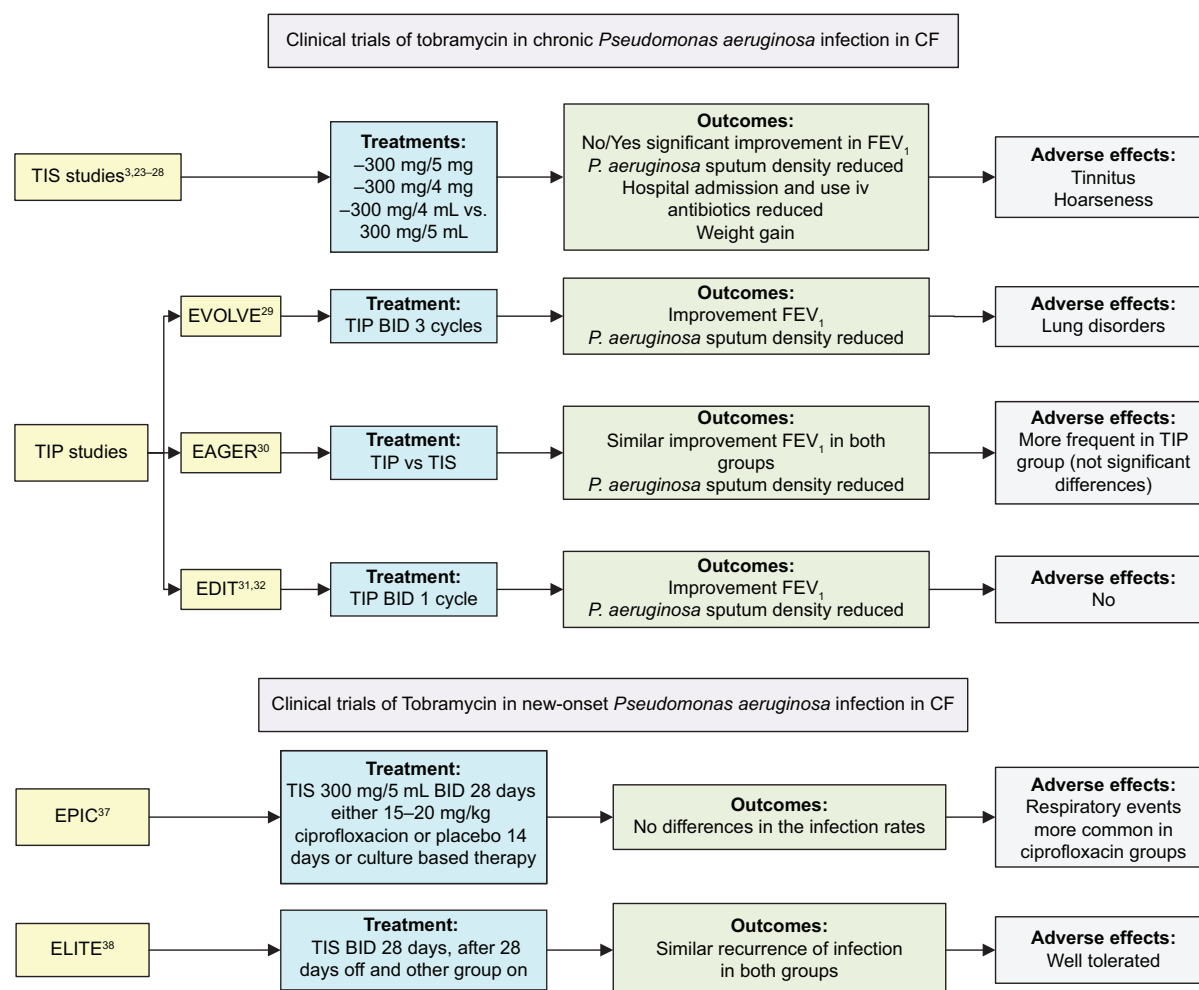 Clinical trials of tobramycin in chronic Pseudomonas aeruginosa infection in CF
TIS studies3,23–28
Treatments:
–300 mg/5 mg
–300 mg/4 mg
–300 mg/4 mL vs.
300 mg/5 mL
Outcomes:
No/Yes significant improvement in FEV1
P. aeruginosa sputum density reduced
Hospital admission and use iv
antibiotics reduced
Weight gain
Adverse effects:
Tinnitus
Hoarseness
TIP studies
EVOLVE29
Treatment:
TIP BID 3 cycles
Outcomes:
Improvement FEV1
P. aeruginosa sputum density reduced
Adverse effects:
Lung disorders
EAGER30
Treatment:
TIP vs TIS
Outcomes:
Similar improvement FEV1 in both
groups
P. aeruginosa sputum density reduced
Adverse effects:
More frequent in TIP
group (not significant
differences)
EDIT31,32
Treatment:
TIP BID 1 cycle
Outcomes:
Improvement FEV1
P. aeruginosa sputum density reduced
Adverse effects:
No
Clinical trials of Tobramycin in new-onset Pseudomonas aeruginosa infection in CF
EPIC37
Treatment:
TIS 300 mg/5 mL BID 28 days
either 15–20 mg/kg
ciprofloxacion or placebo 14
days or culture based therapy
Outcomes:
No differences in the infection rates
Adverse effects:
Respiratory events
more common in
ciprofloxacin groups
ELITE38
Treatment:
TIS BID 28 days, after 28
days off and other group on
Outcomes:
Similar recurrence of infection
in both groups
Adverse effects:
Well tolerated